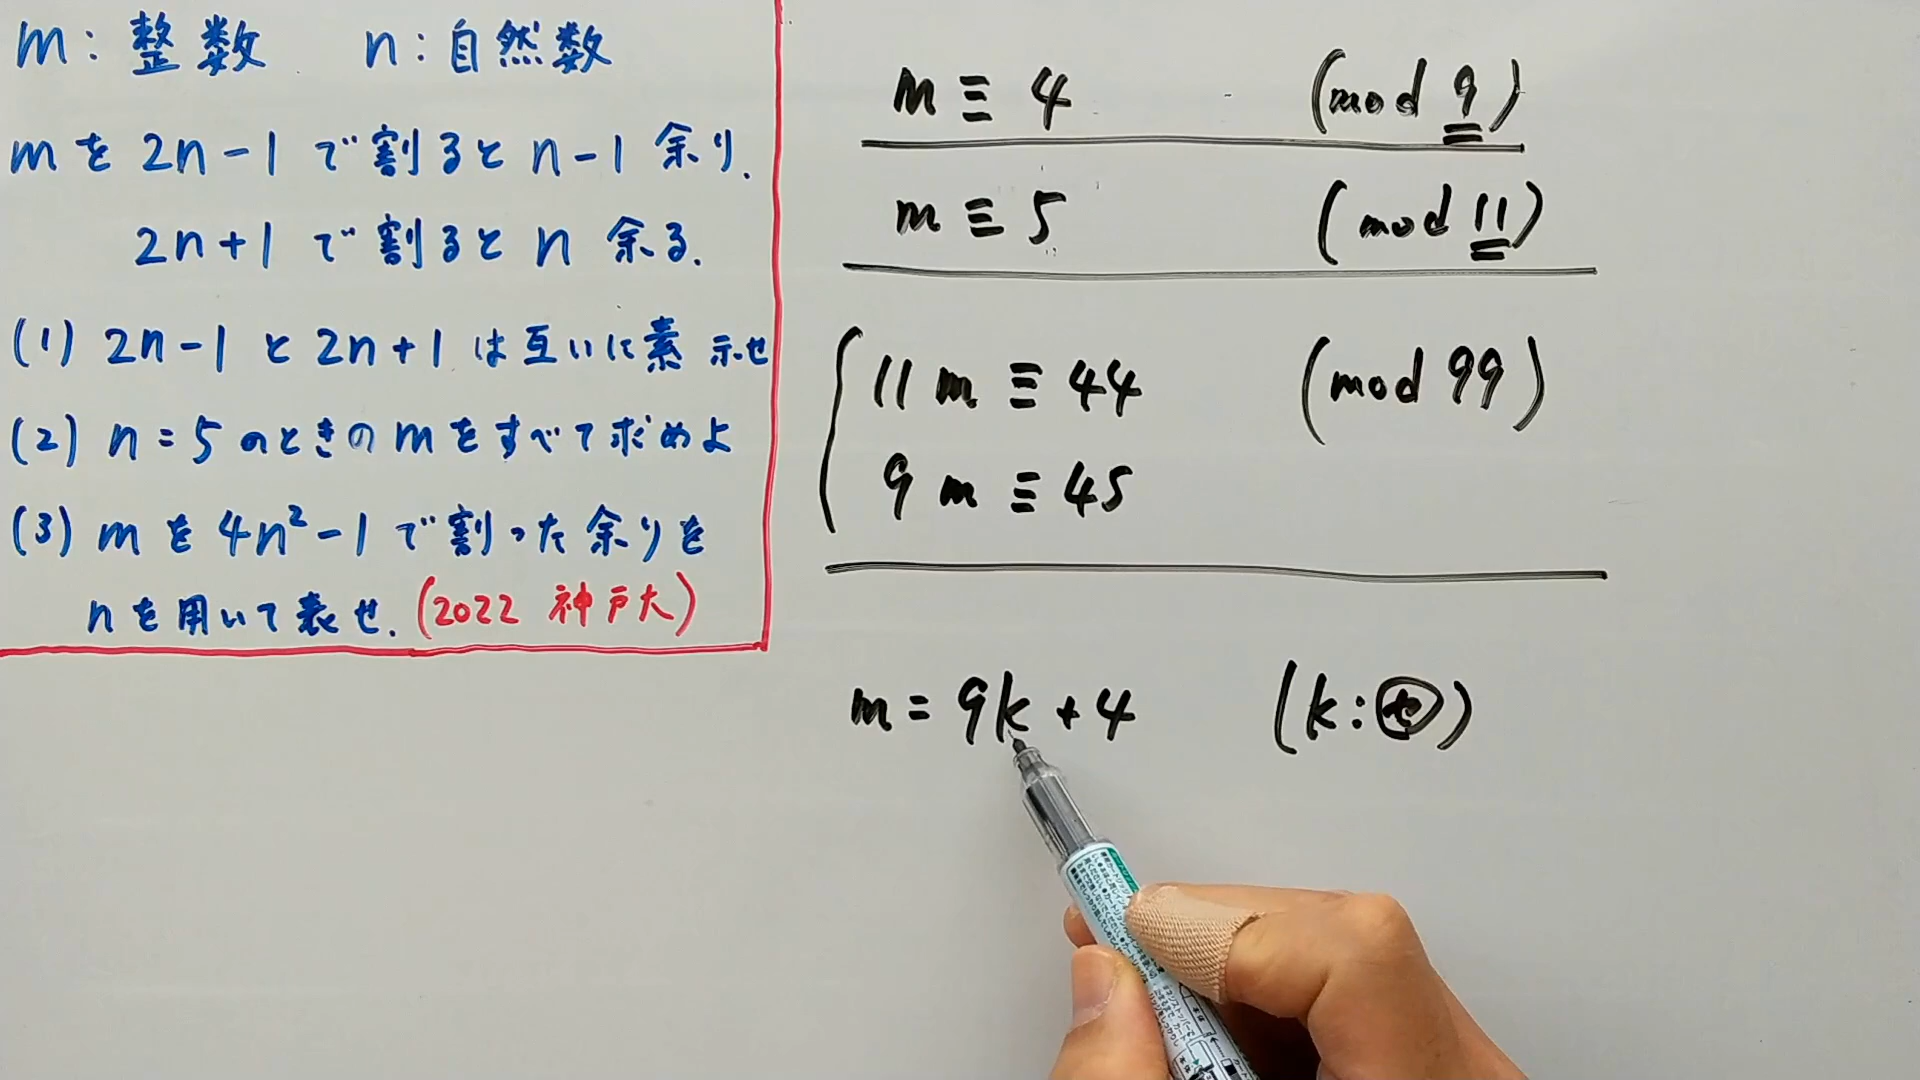 m:整数 n:自然数
mを2n-1で割るとn-1余り.
2n+1で割るとn余る.
(1) 2n-1と2n+1は互いに素 示せ
(2) n=5のときのmをすべて求めよ
(3) mを4n²-1で割った余りを
nを用いて表せ.(2022 神戸大)
m≡4 (mod 9)
m≡5 (mod 11)
11m≡44 (mod 99)
9m≡45
m=9k+4 (k:㋝)